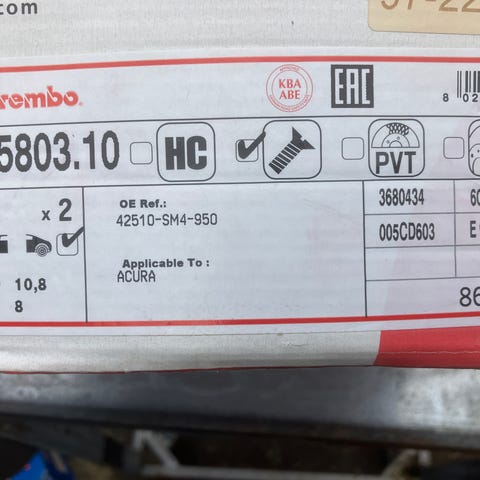 .com
rembo
KBA
ABE
EAC
8 02
5803.10
HC
PVT
x 2
OE Ref.:
42510-SM4-950
3680434
60
005CD603
E
Applicable To :
ACURA
10,8
8
86